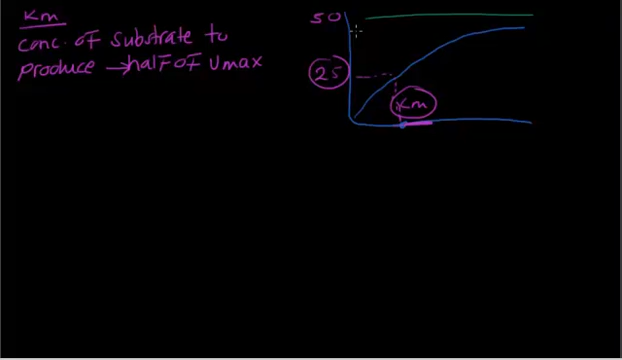 Km
conc. of substrate to
produce → half of Vmax
50
25
Km